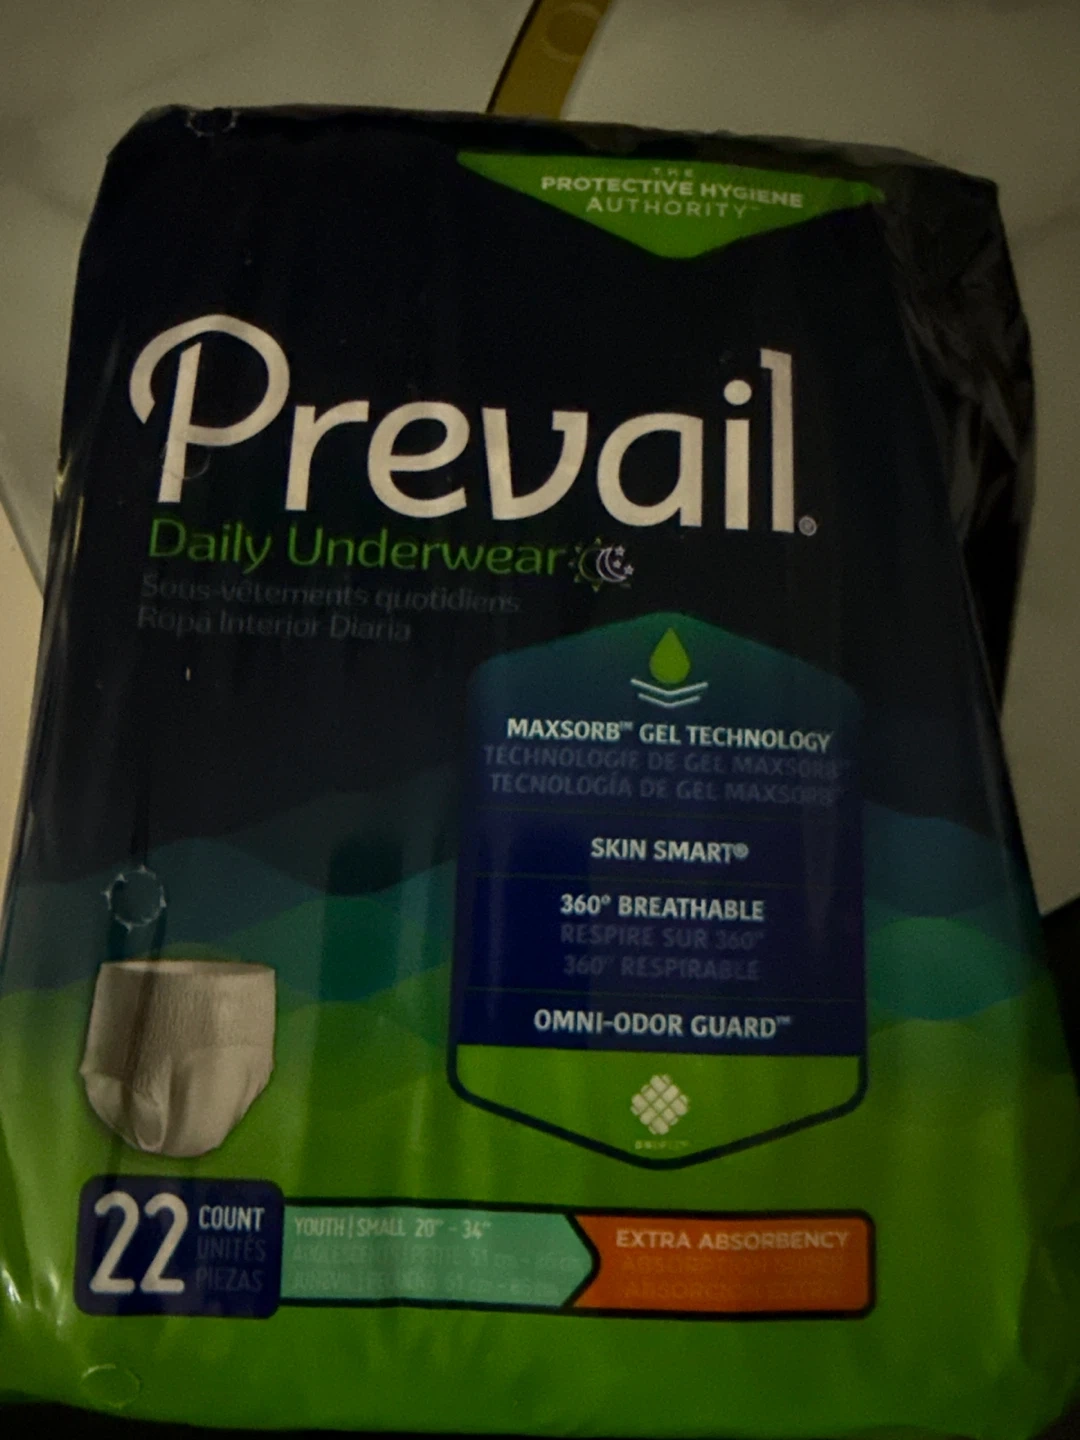 THE
PROTECTIVE HYGIENE
AUTHORITY™
Prevail®
Daily Underwear
Sous-vêtements quotidiens
Ropa Interior Diaria
MAXSORB™ GEL TECHNOLOGY
TECHNOLOGIE DE GEL MAXSORB™
TECNOLOGÍA DE GEL MAXSORB™
SKIN SMART®
360° BREATHABLE
RESPIRE SUR 360°
360° RESPIRABLE
OMNI-ODOR GUARD™
22
COUNT
UNITÉS
PIEZAS
YOUTH | SMALL 20" - 34"
EXTRA ABSORBENCY